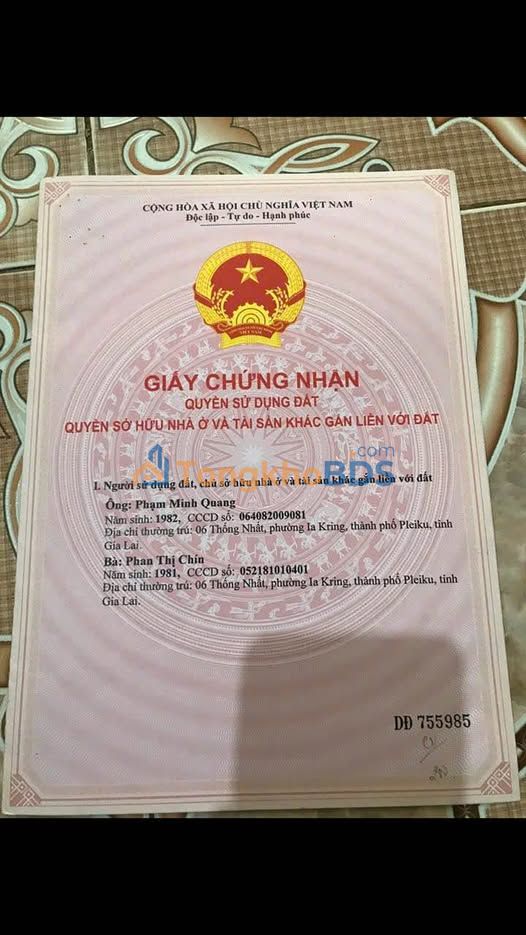 CỘNG HÒA XÃ HỘI CHỦ NGHĨA VIỆT NAM
Độc lập - Tự do - Hạnh phúc
GIẤY CHỨNG NHẬN
QUYỀN SỬ DỤNG ĐẤT
QUYỀN SỞ HỮU NHÀ Ở VÀ TÀI SẢN KHÁC GẮN LIỀN VỚI ĐẤT
TongkhoBDS.com
I. Người sử dụng đất, chủ sở hữu nhà ở và tài sản khác gắn liền với đất
Ông: Phạm Minh Quang
Năm sinh: 1982, CCCD số: 064082009081
Địa chỉ thường trú: 06 Thống Nhất, phường Ia Kring, thành phố Pleiku, tỉnh
Gia Lai.
Bà: Phan Thị Chín
Năm sinh: 1981, CCCD số: 052181010401
Địa chỉ thường trú: 06 Thống Nhất, phường Ia Kring, thành phố Pleiku, tỉnh
Gia Lai.
DĐ 755985